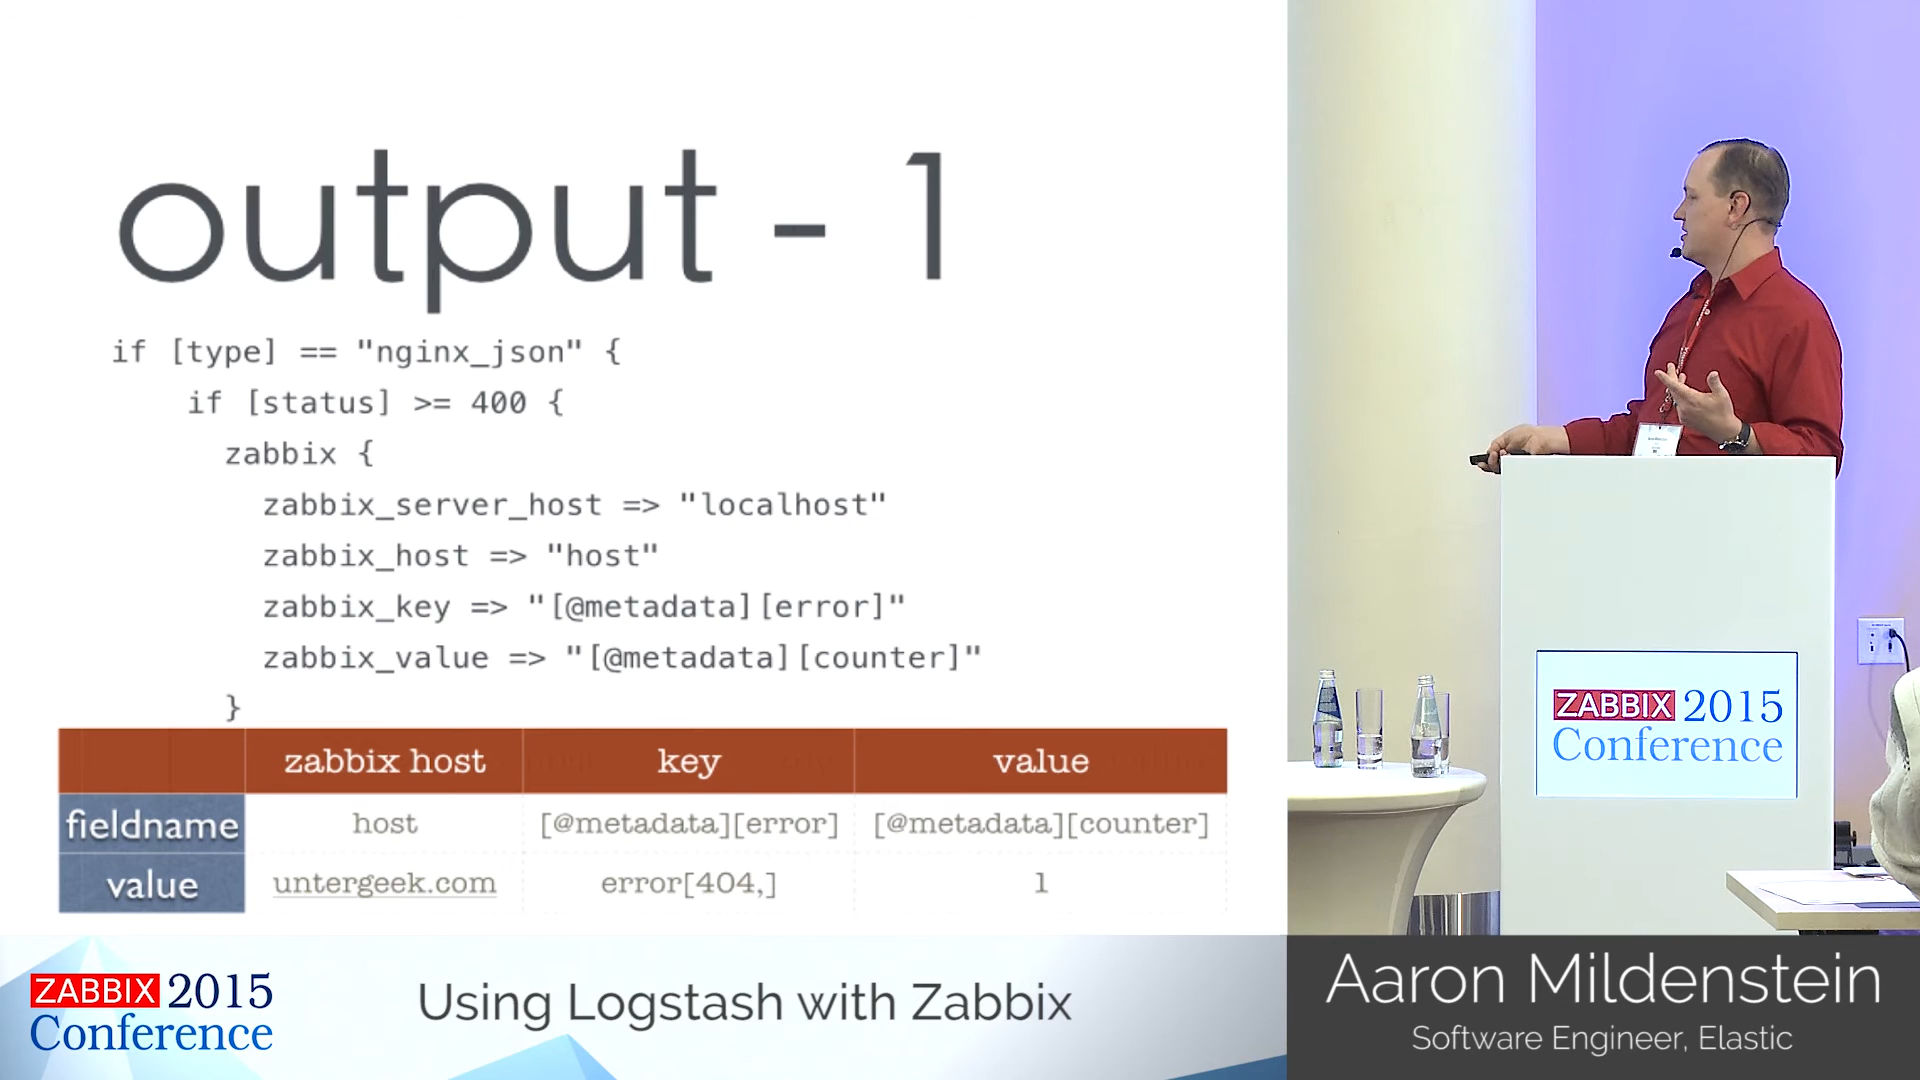 output - 1
if [type] == "nginx_json" {
if [status] >= 400 {
zabbix {
zabbix_server_host => "localhost"
zabbix_host => "host"
zabbix_key => "[@metadata][error]"
zabbix_value => "[@metadata][counter]"
}
zabbix host key value
fieldname host [@metadata][error] [@metadata][counter]
value untergeek.com error[404,] 1
ZABBIX 2015
Conference
ZABBIX 2015
Conference
Using Logstash with Zabbix
Aaron Mildenstein
Software Engineer, Elastic